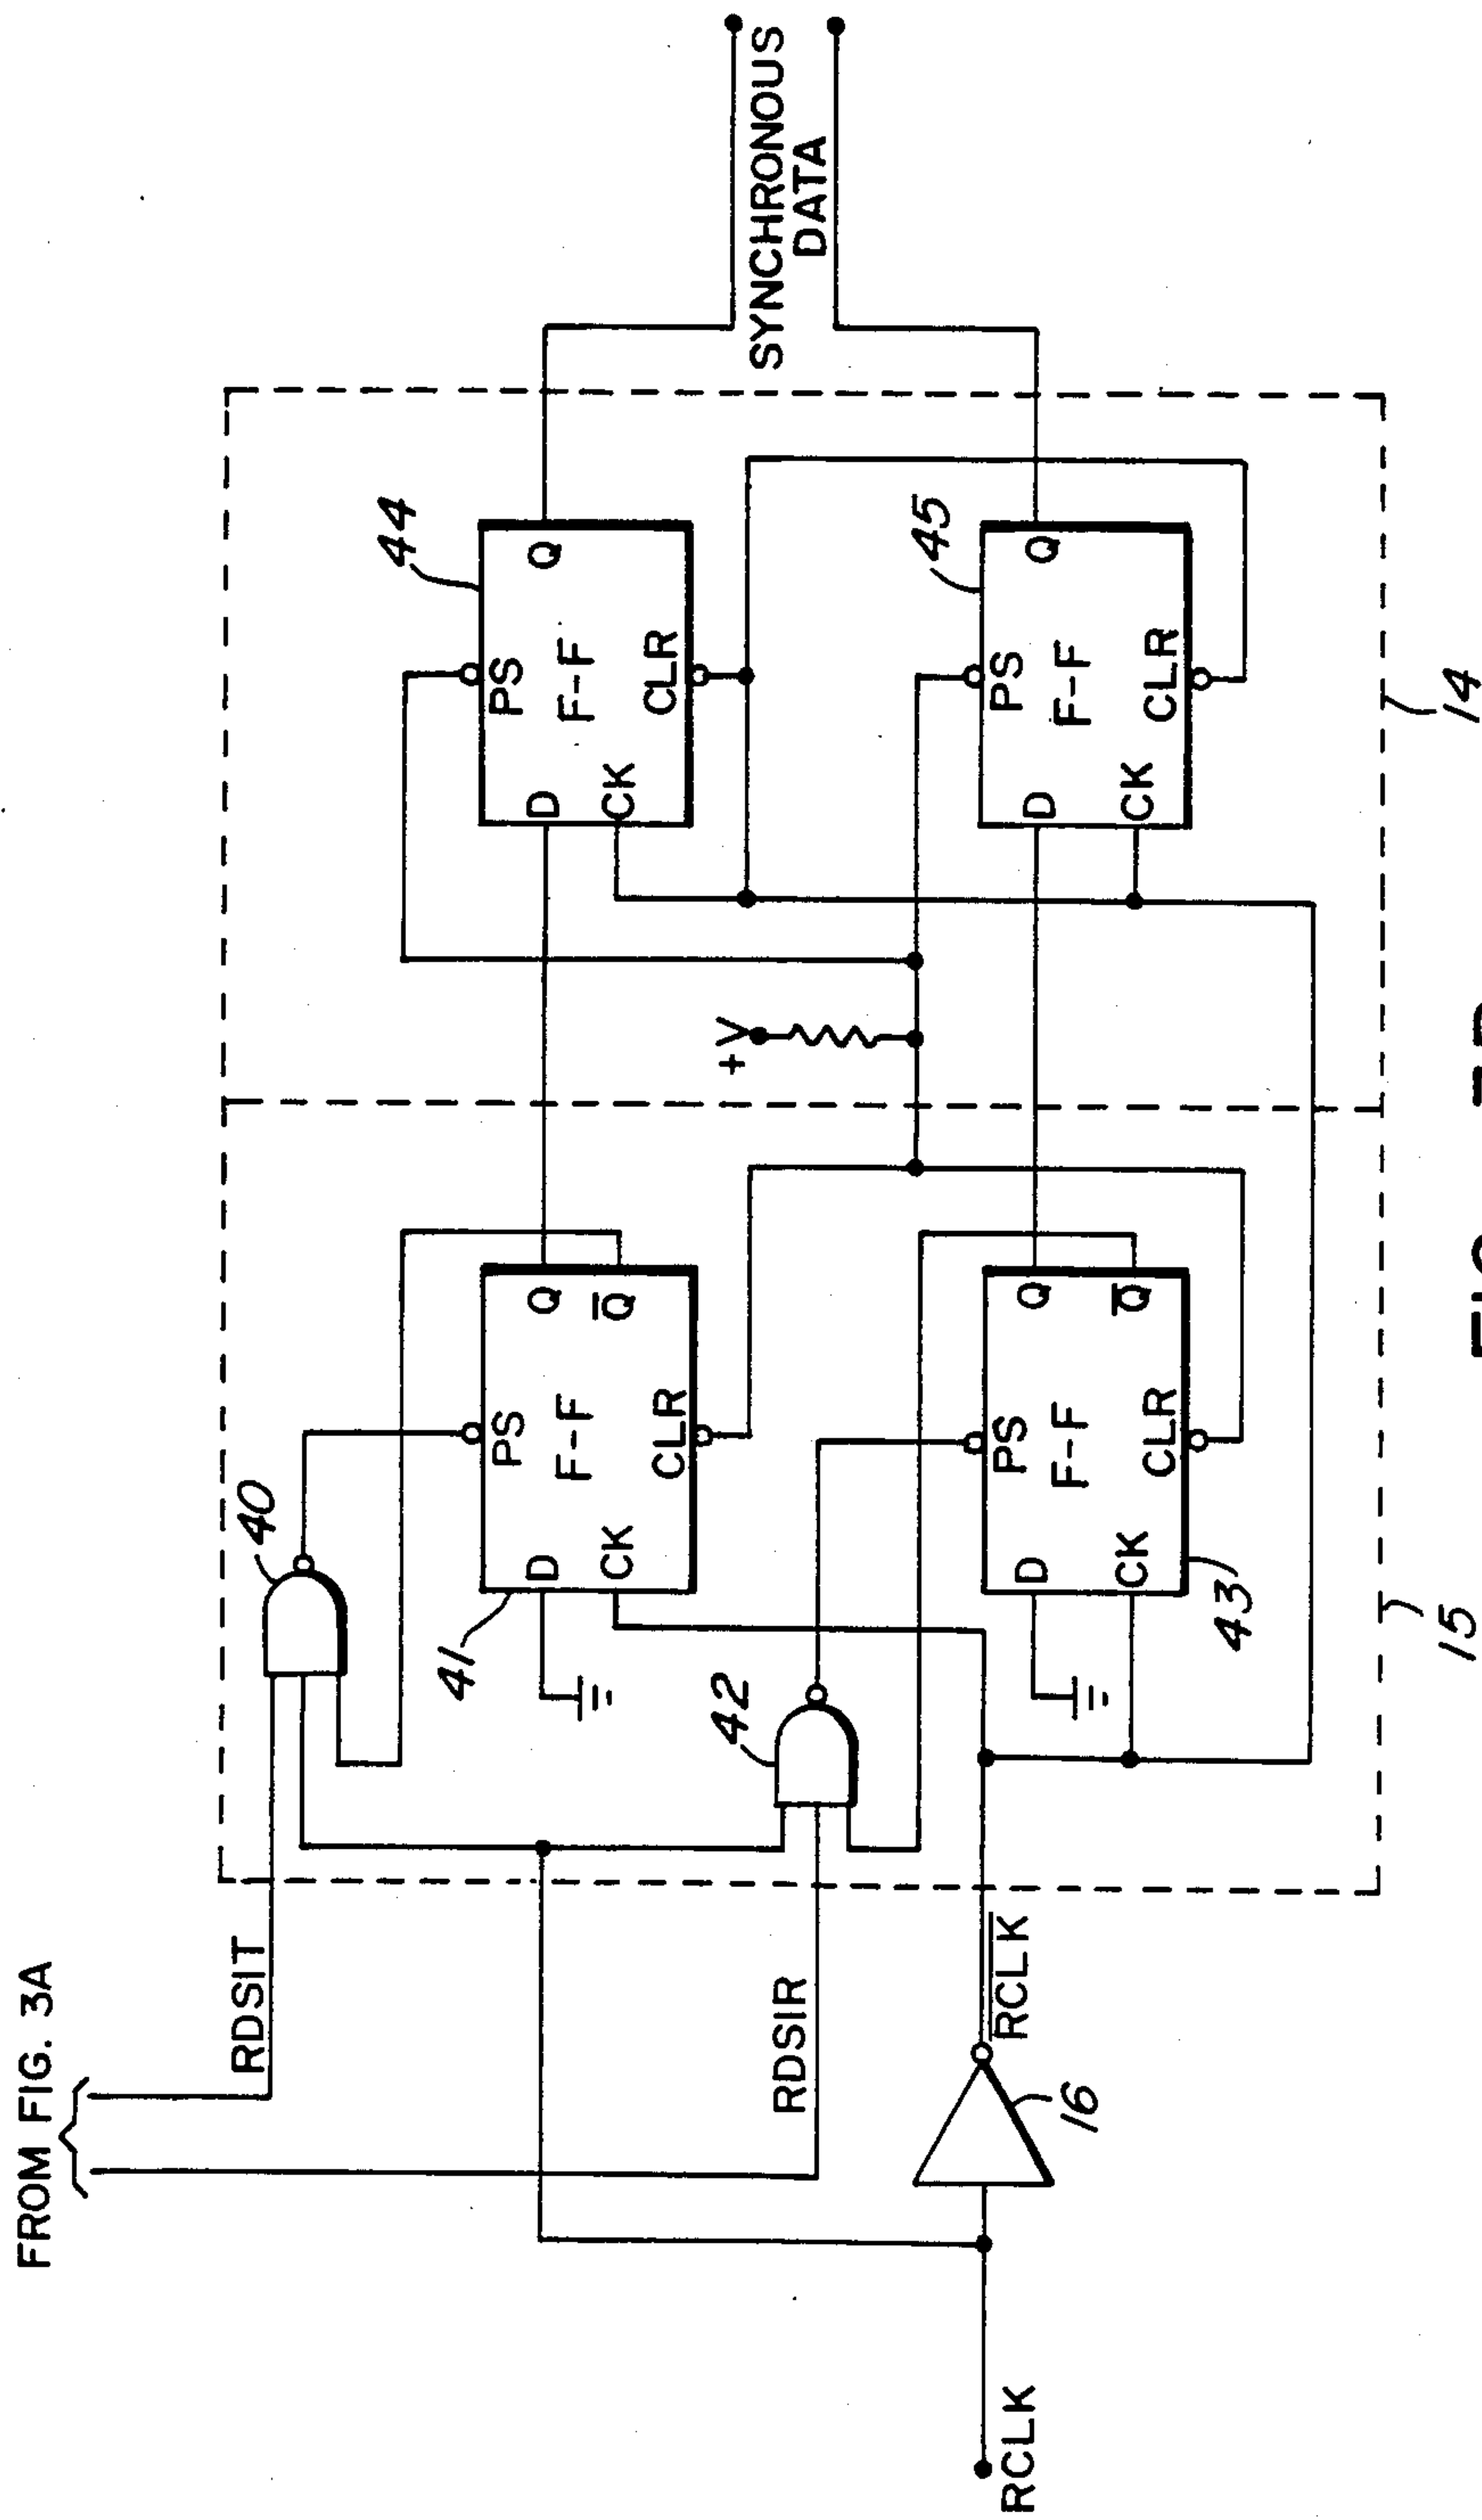 FROM FIG. 3A
RDSIT
RDSIR
RCLK
16
R̅C̅L̅K̅
40
41
PS
D
F-F
Q
CK
Q̅
CLR
42
PS
D
F-F
Q
CK
Q̅
CLR
43
+V
44
PS
D
F-F
Q
CK
CLR
45
PS
D
F-F
Q
CK
CLR
SYNCHRONOUS
DATA
15
14